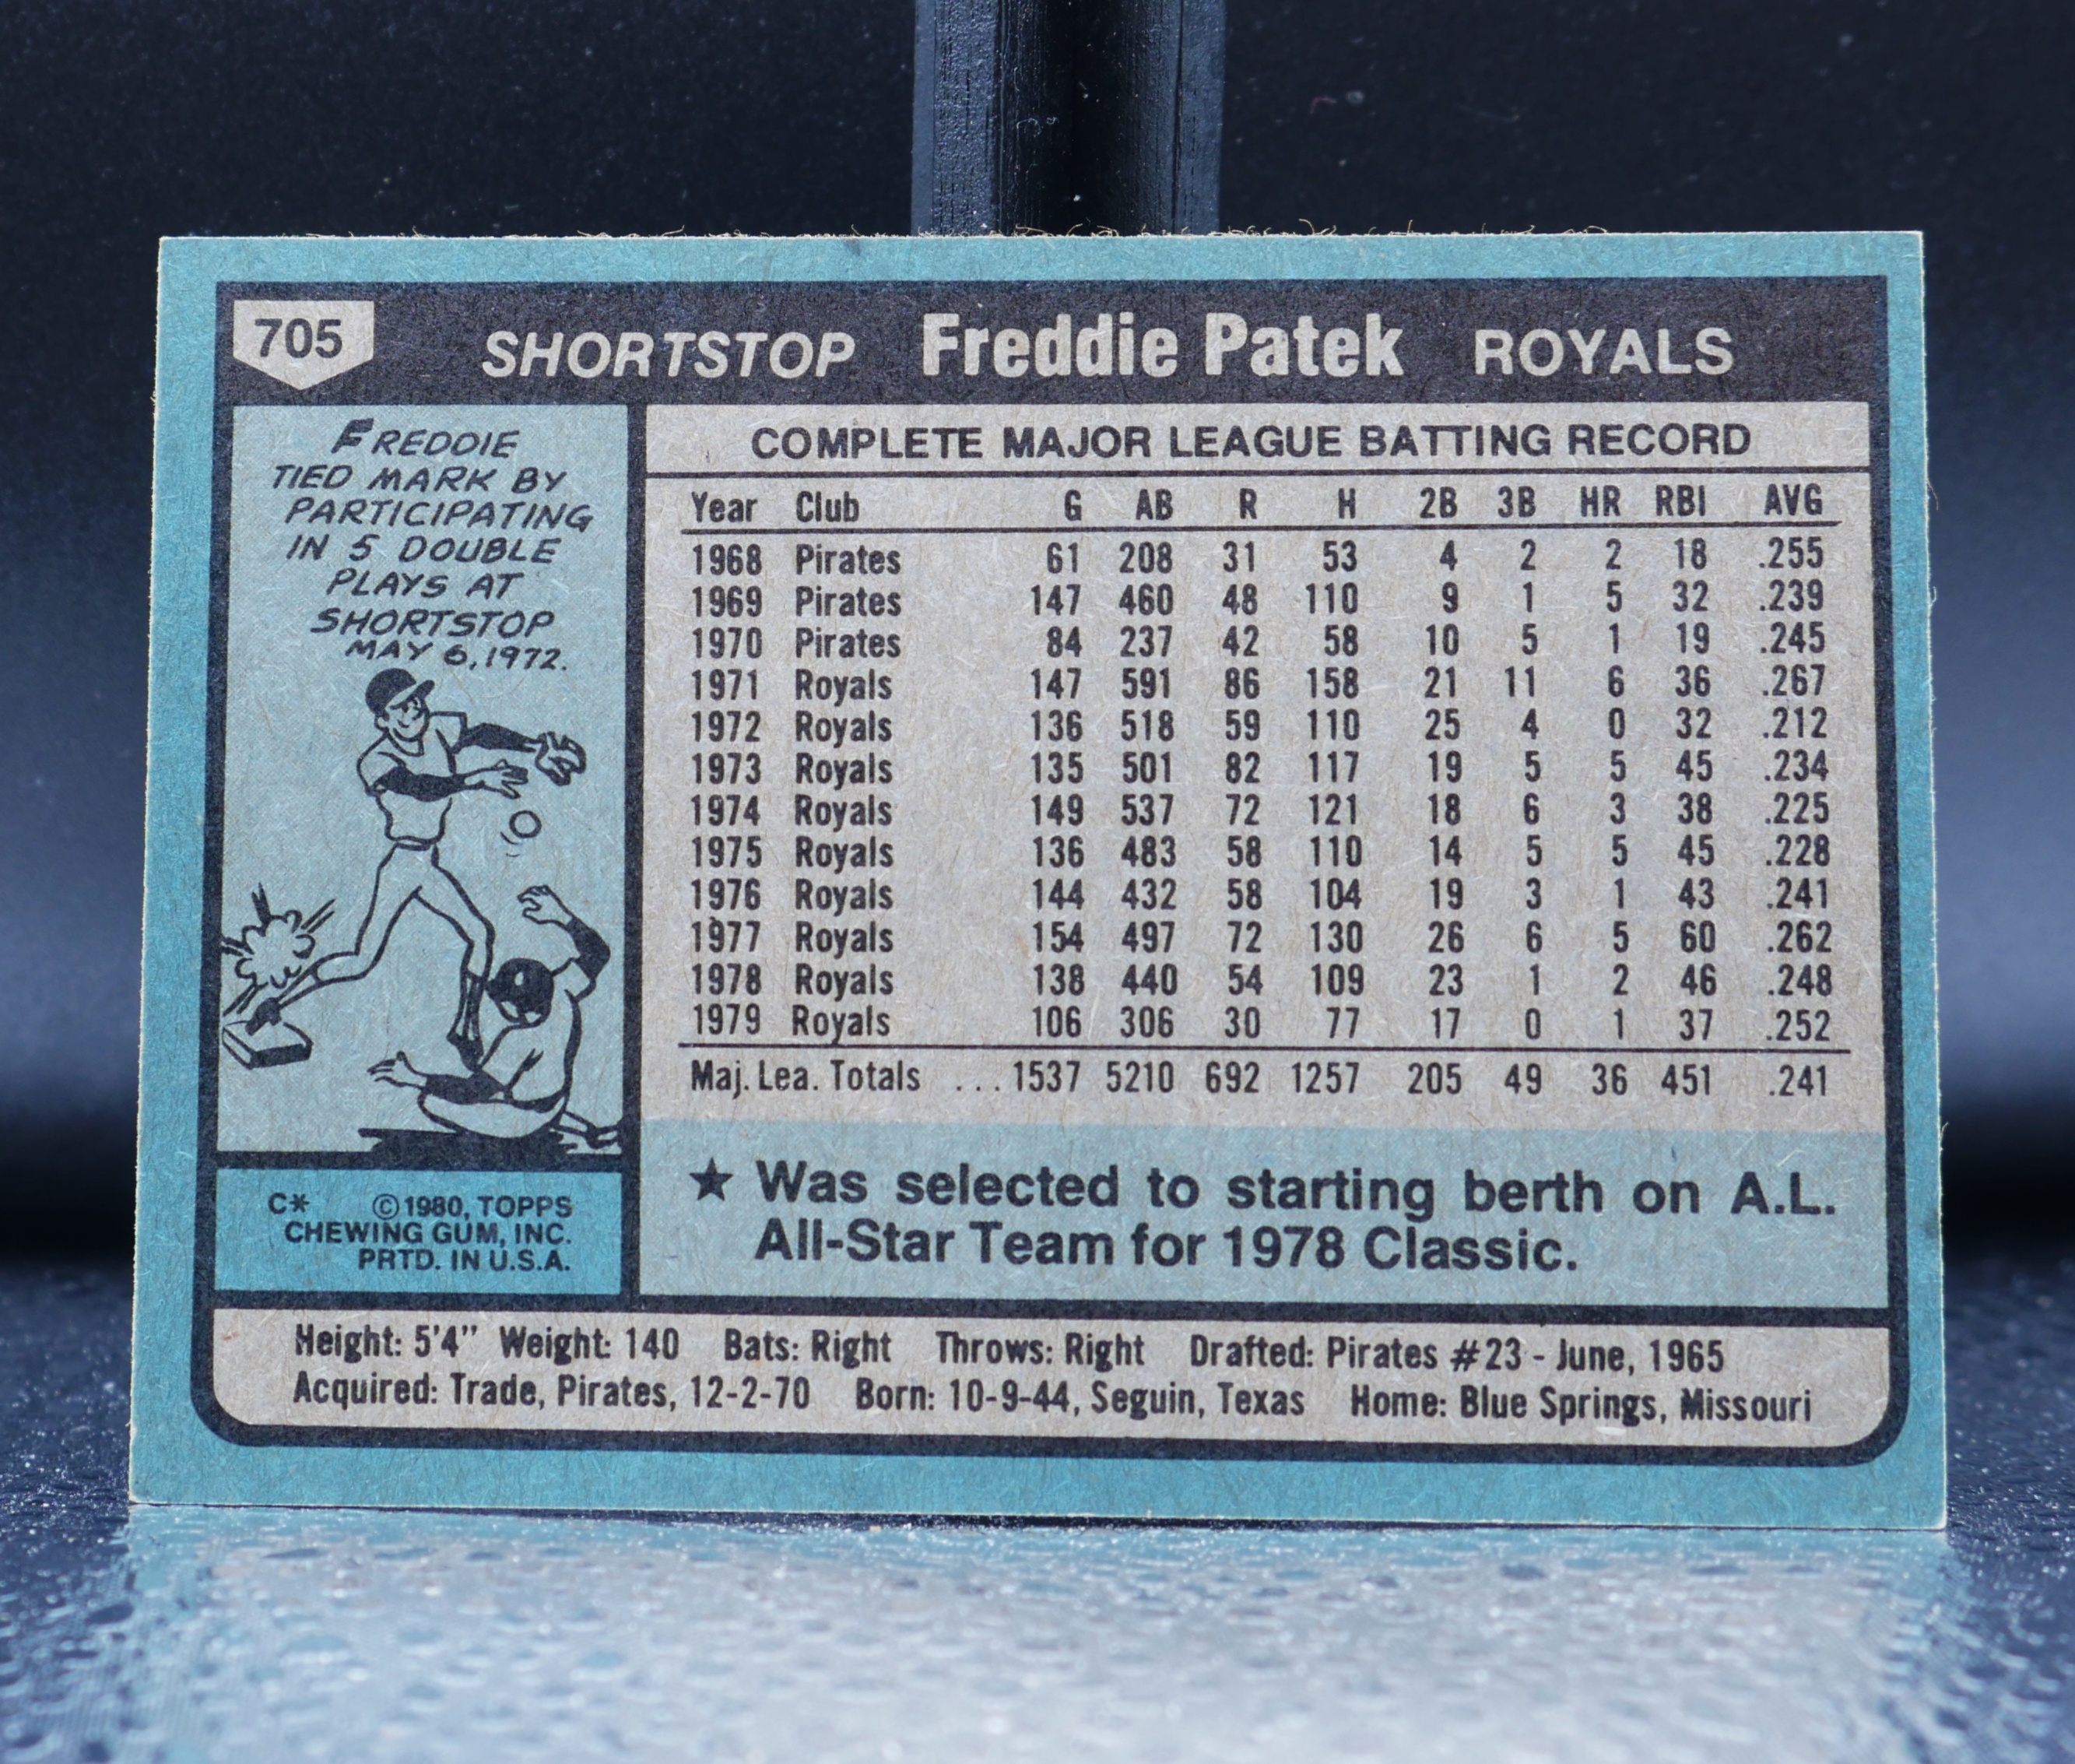 705 SHORTSTOP Freddie Patek ROYALS
FREDDIE
TIED MARK BY
PARTICIPATING
IN 5 DOUBLE
PLAYS AT
SHORTSTOP
MAY 6, 1972.
C* ©1980, TOPPS
CHEWING GUM, INC.
PRTD. IN U.S.A.
COMPLETE MAJOR LEAGUE BATTING RECORD
Year Club G AB R H 2B 3B HR RBI AVG
1968 Pirates 61 208 31 53 4 2 2 18 .255
1969 Pirates 147 460 48 110 9 1 5 32 .239
1970 Pirates 84 237 42 58 10 5 1 19 .245
1971 Royals 147 591 86 158 21 11 6 36 .267
1972 Royals 136 518 59 110 25 4 0 32 .212
1973 Royals 135 501 82 117 19 5 5 45 .234
1974 Royals 149 537 72 121 18 6 3 38 .225
1975 Royals 136 483 58 110 14 5 5 45 .228
1976 Royals 144 432 58 104 19 3 1 43 .241
1977 Royals 154 497 72 130 26 6 5 60 .262
1978 Royals 138 440 54 109 23 1 2 46 .248
1979 Royals 106 306 30 77 17 0 1 37 .252
Maj. Lea. Totals ... 1537 5210 692 1257 205 49 36 451 .241
★ Was selected to starting berth on A.L.
All-Star Team for 1978 Classic.
Height: 5'4" Weight: 140 Bats: Right Throws: Right Drafted: Pirates #23 - June, 1965
Acquired: Trade, Pirates, 12-2-70 Born: 10-9-44, Seguin, Texas Home: Blue Springs, Missouri